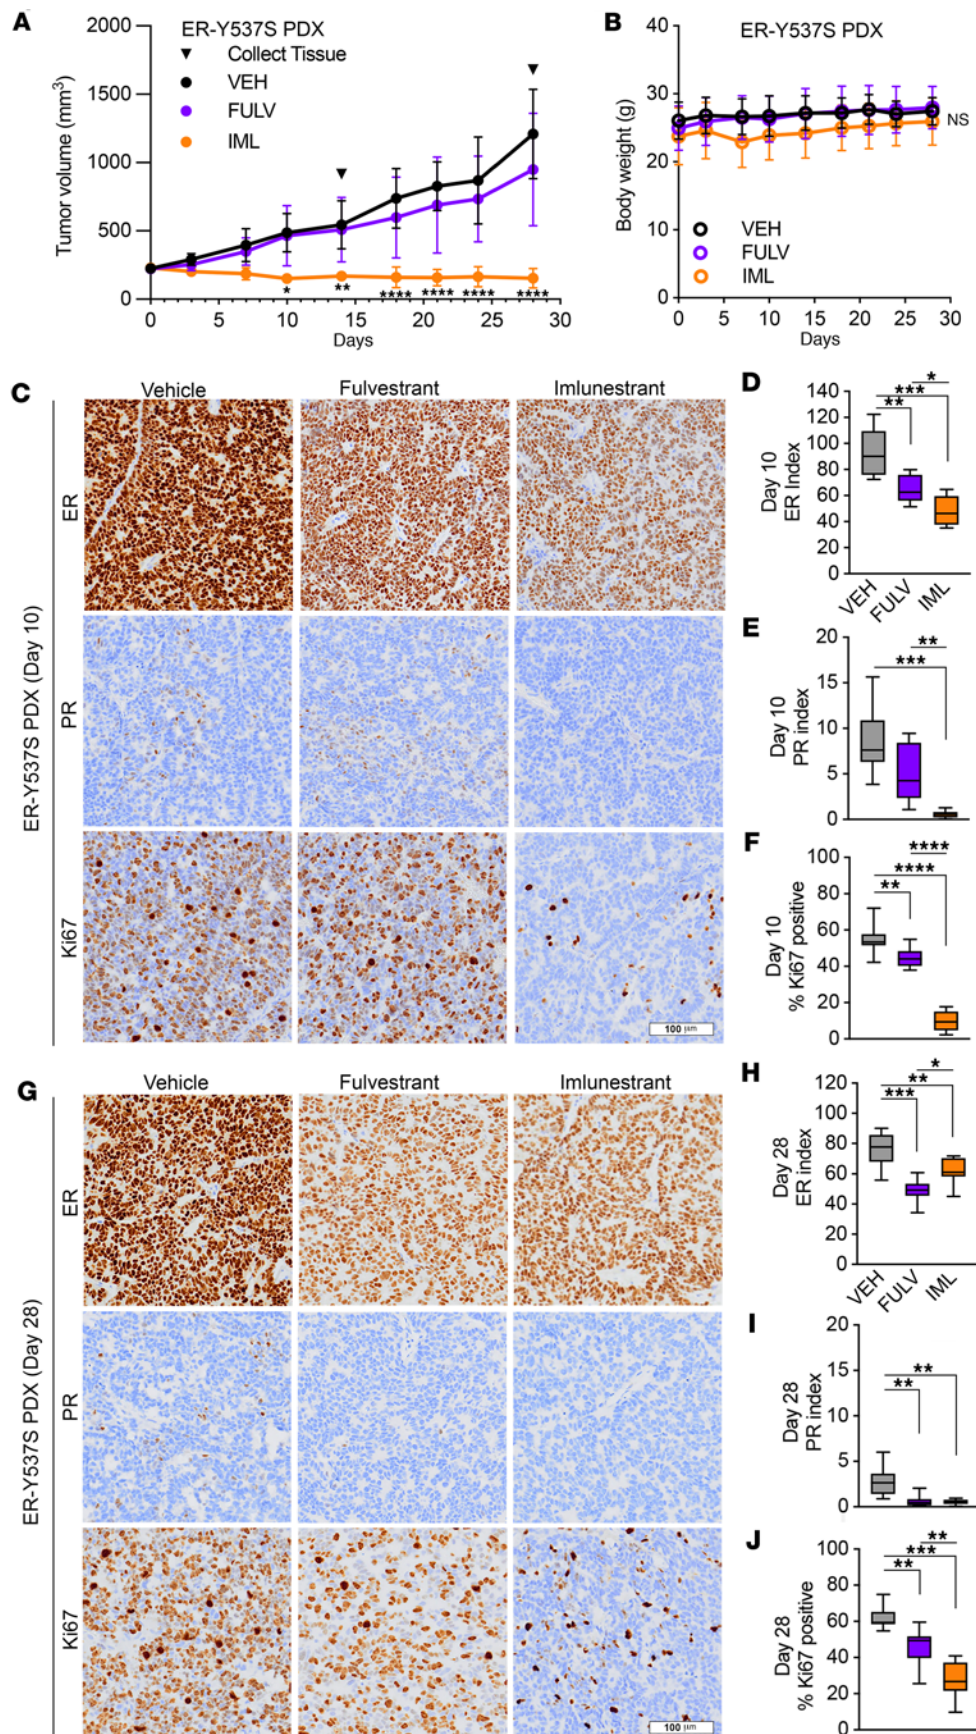 A
ER-Y537S PDX
Collect Tissue
VEH
FULV
IML
Tumor volume (mm³)
2000
1500
1000
500
0
* ** **** **** **** ****
0 5 10 15 20 25 30
Days
B
ER-Y537S PDX
Body weight (g)
40
30
20
10
0
NS
VEH
FULV
IML
0 5 10 15 20 25 30
Days
C
Vehicle Fulvestrant Imlunestrant
ER-Y537S PDX (Day 10)
ER
PR
Ki67
100 µm
D
Day 10
ER Index
140
120
100
80
60
40
20
0
*
***
**
VEH FULV IML
E
Day 10
PR index
20
15
10
5
0
**
***
F
Day 10
% Ki67 positive
100
80
60
40
20
0
****
****
**
G
Vehicle Fulvestrant Imlunestrant
ER-Y537S PDX (Day 28)
ER
PR
Ki67
100 µm
H
Day 28
ER index
120
100
80
60
40
20
0
*
**
***
VEH FULV IML
I
Day 28
PR index
20
15
10
5
0
**
**
J
Day 28
% Ki67 positive
100
80
60
40
20
0
**
***
**